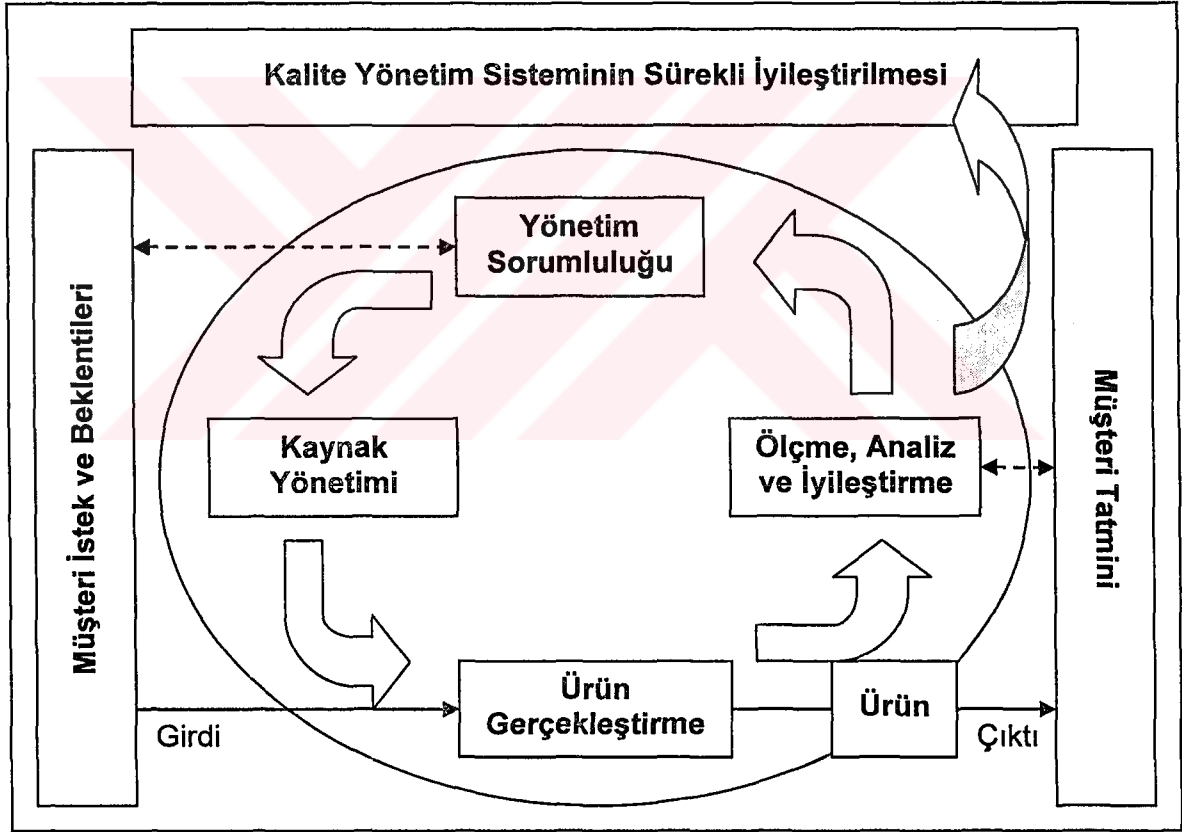 Kalite Yönetim Sisteminin Sürekli İyileştirilmesi
Müşteri İstek ve Beklentileri
Yönetim
Sorumluluğu
Kaynak
Yönetimi
Ölçme, Analiz
ve İyileştirme
Müşteri Tatmini
Girdi
Ürün
Gerçekleştirme
Ürün
Çıktı